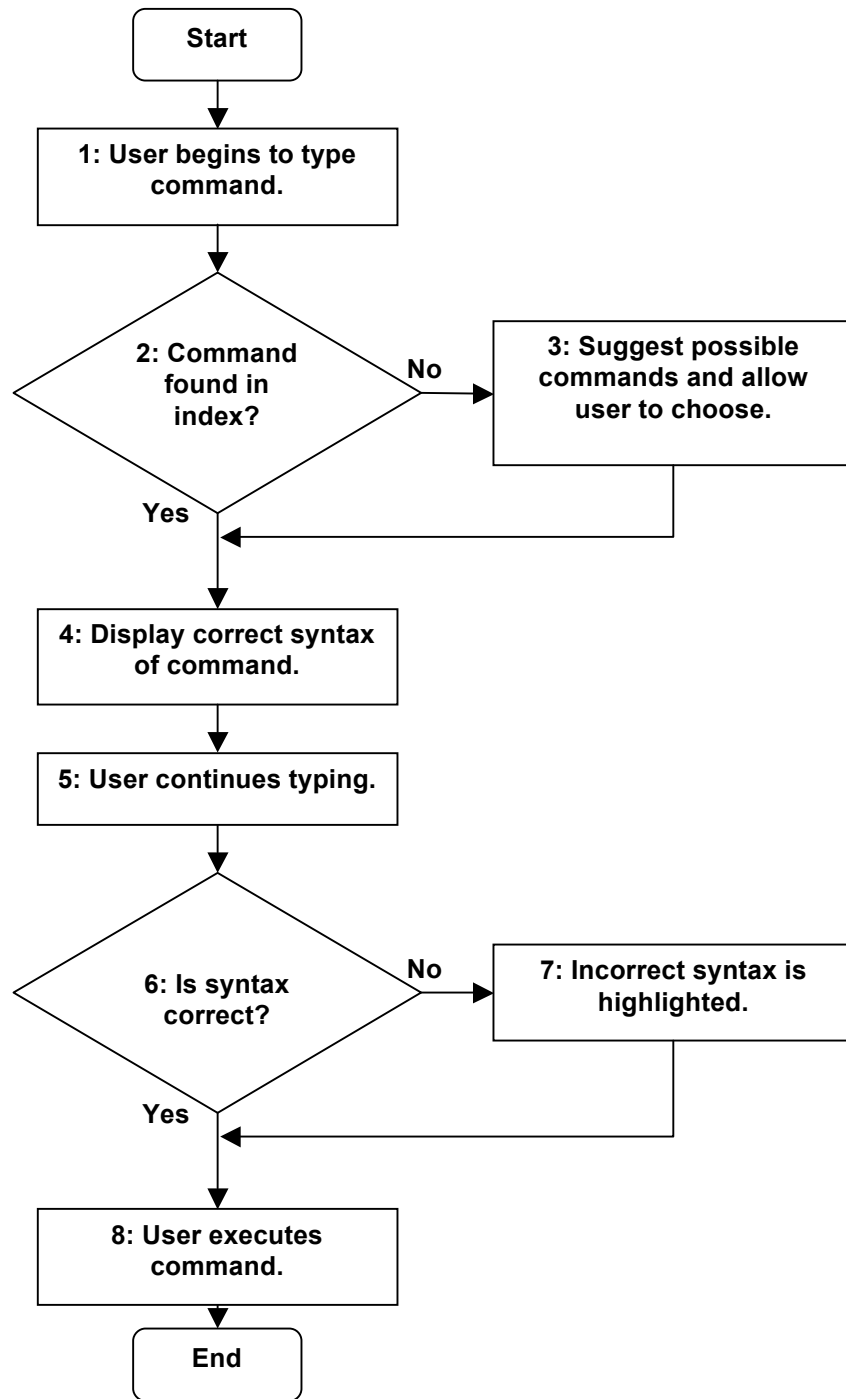 Start
1: User begins to type
command.
2: Command
found in
index?
No
3: Suggest possible
commands and allow
user to choose.
Yes
4: Display correct syntax
of command.
5: User continues typing.
6: Is syntax
correct?
No
7: Incorrect syntax is
highlighted.
Yes
8: User executes
command.
End